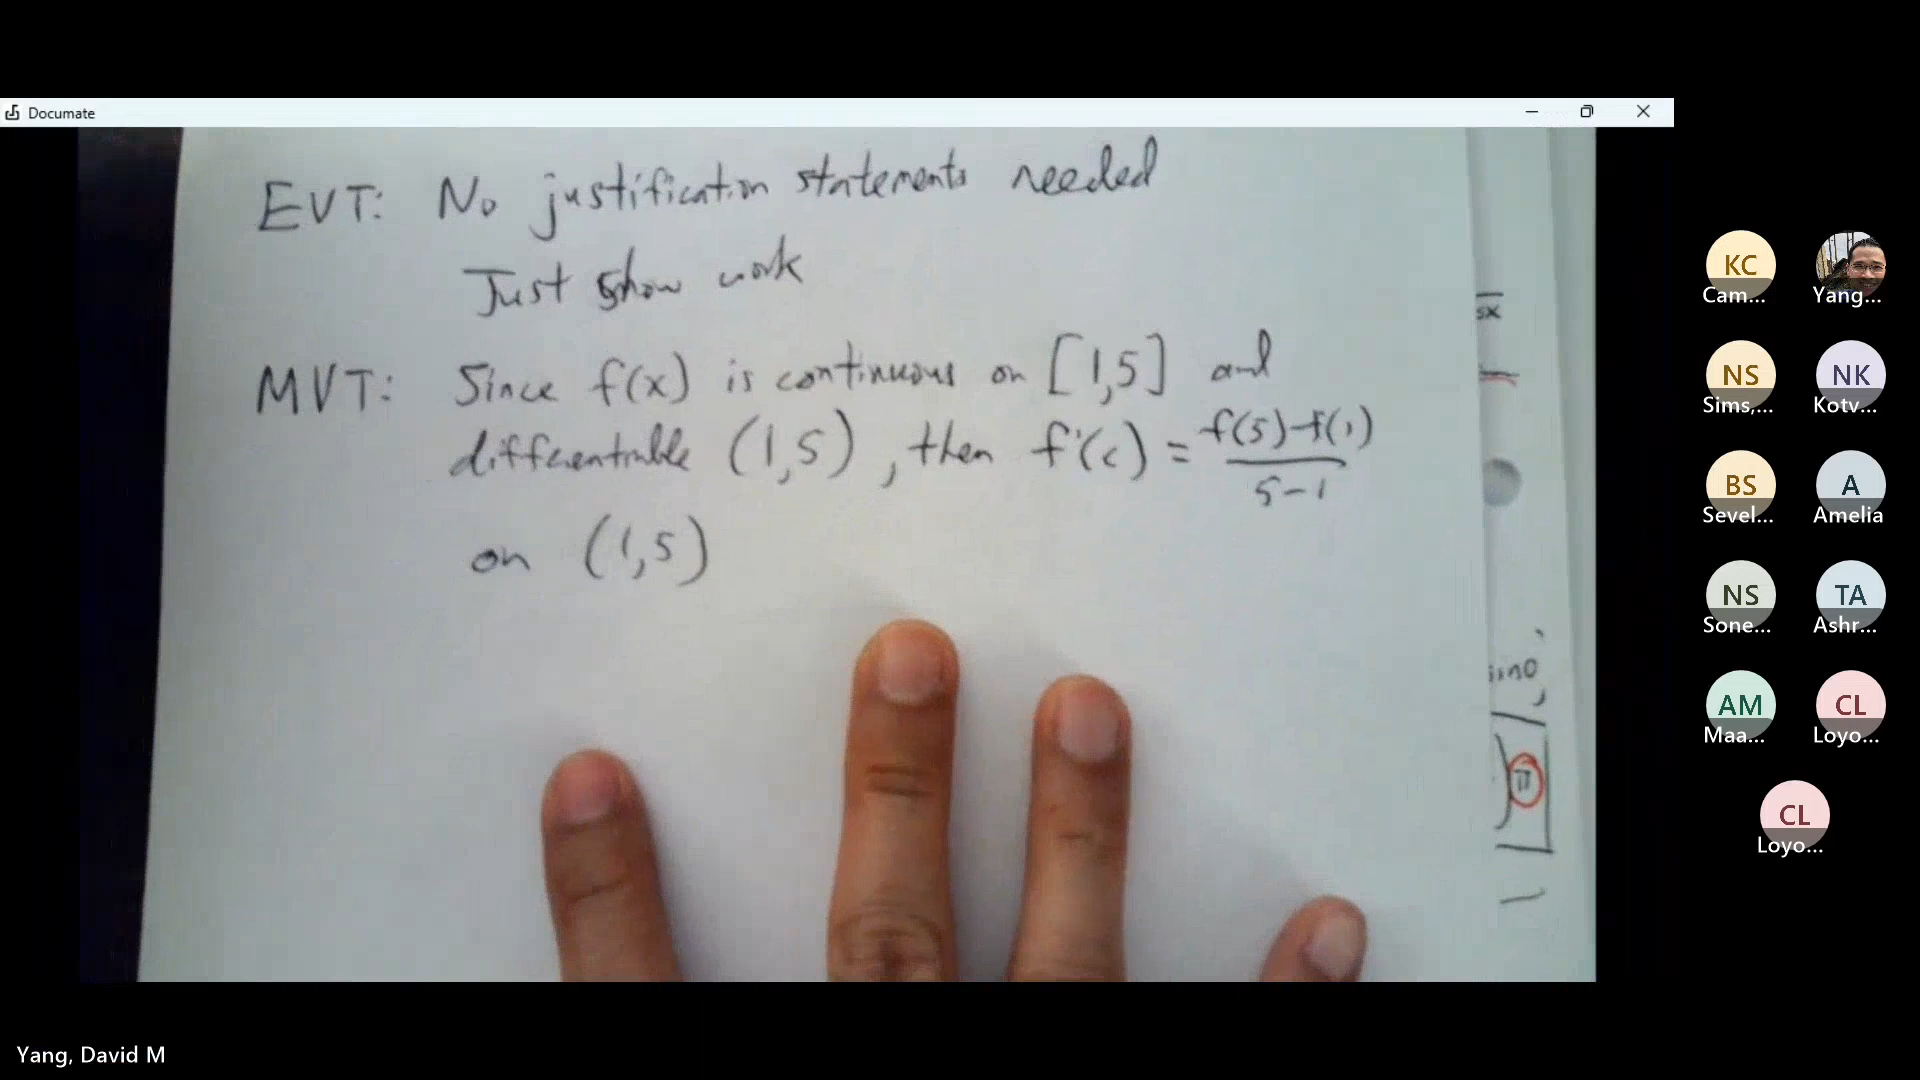 Documate
EVT: No justification statements needed
Just show work
MVT: Since f(x) is continuous on [1,5] and
differentiable (1,5), then f'(c) = f(5)-f(1)
5-1
on (1,5)
sx
π
KC
Cam...
Yang...
NS
Sims,...
NK
Kotv...
BS
Sevel...
A
Amelia
NS
Sone...
TA
Ashr...
AM
Maa...
CL
Loyo...
CL
Loyo...
Yang, David M